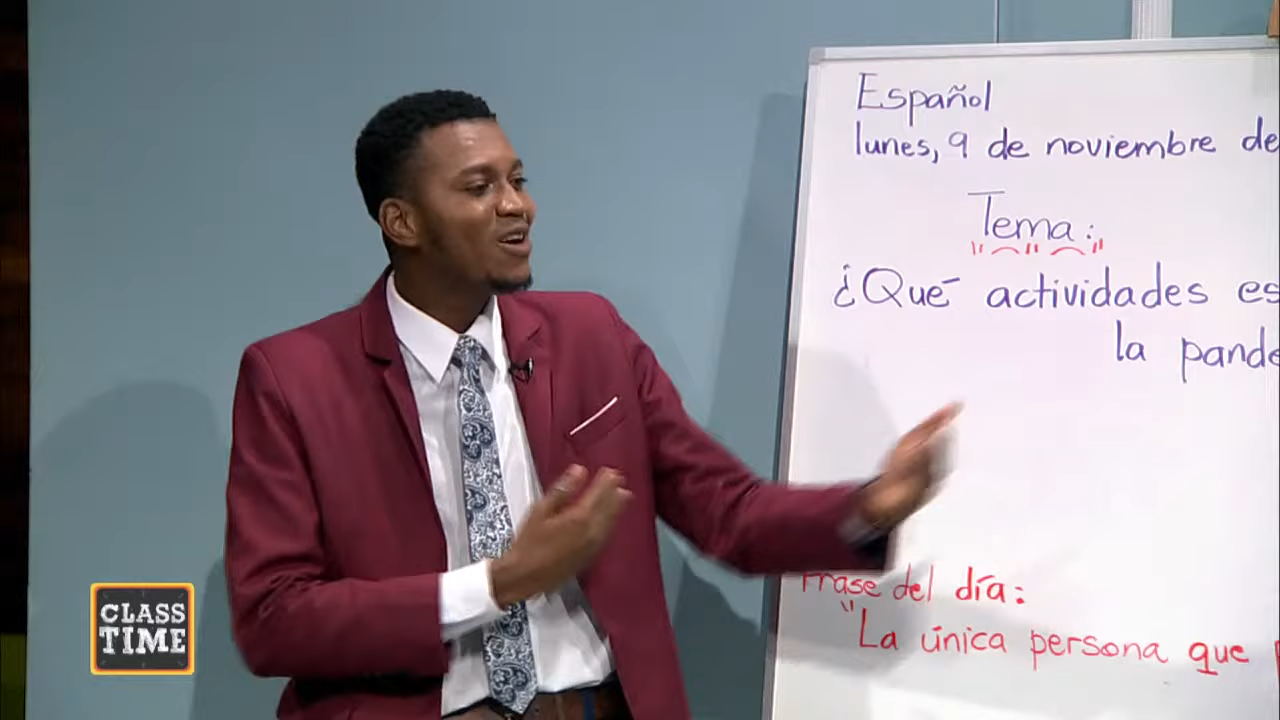 Español
lunes, 9 de noviembre de
Tema:
¿Qué actividades es
la pande
Frase del día:
"La única persona que
CLASS
TIME